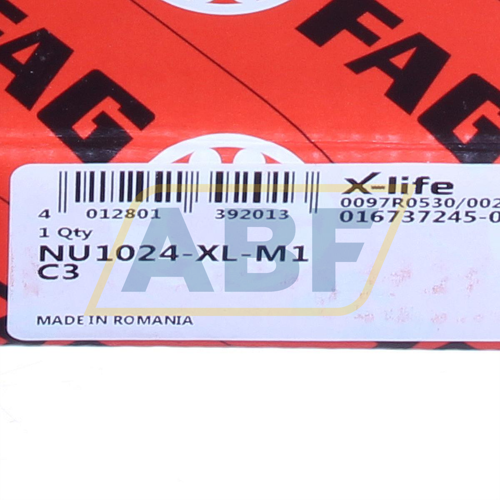 FAG
FAG
X-life
0097R0530/002
016737245-0
4 012801 392013
1 Qty
NU1024-XL-M1
C3
MADE IN ROMANIA
ABF